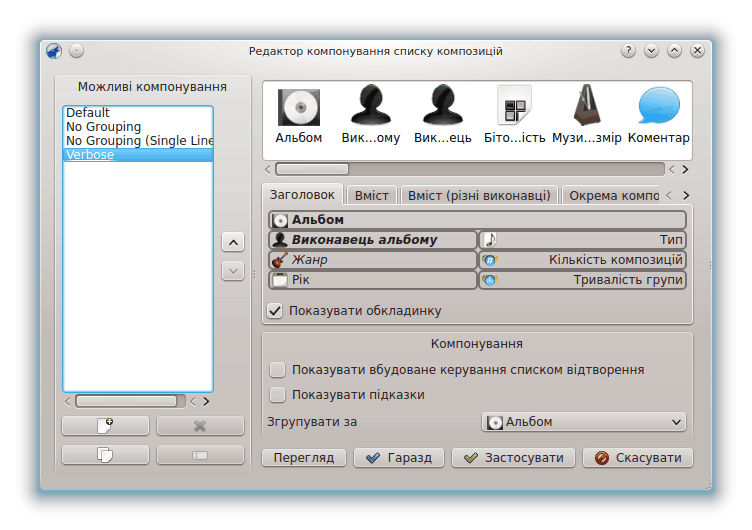 Редактор компонування списку композицій
Можливі компонування
Default
No Grouping
No Grouping (Single Line
Verbose
Альбом
Вик...ому
Вик...ець
Біто...ість
Музи...змір
Коментар
Заголовок
Вміст
Вміст (різні виконавці)
Окрема компо
Альбом
Виконавець альбому
Тип
Жанр
Кількість композицій
Рік
Тривалість групи
Показувати обкладинку
Компонування
Показувати вбудоване керування списком відтворення
Показувати підказки
Згрупувати за
Альбом
Перегляд
Гаразд
Застосувати
Скасувати